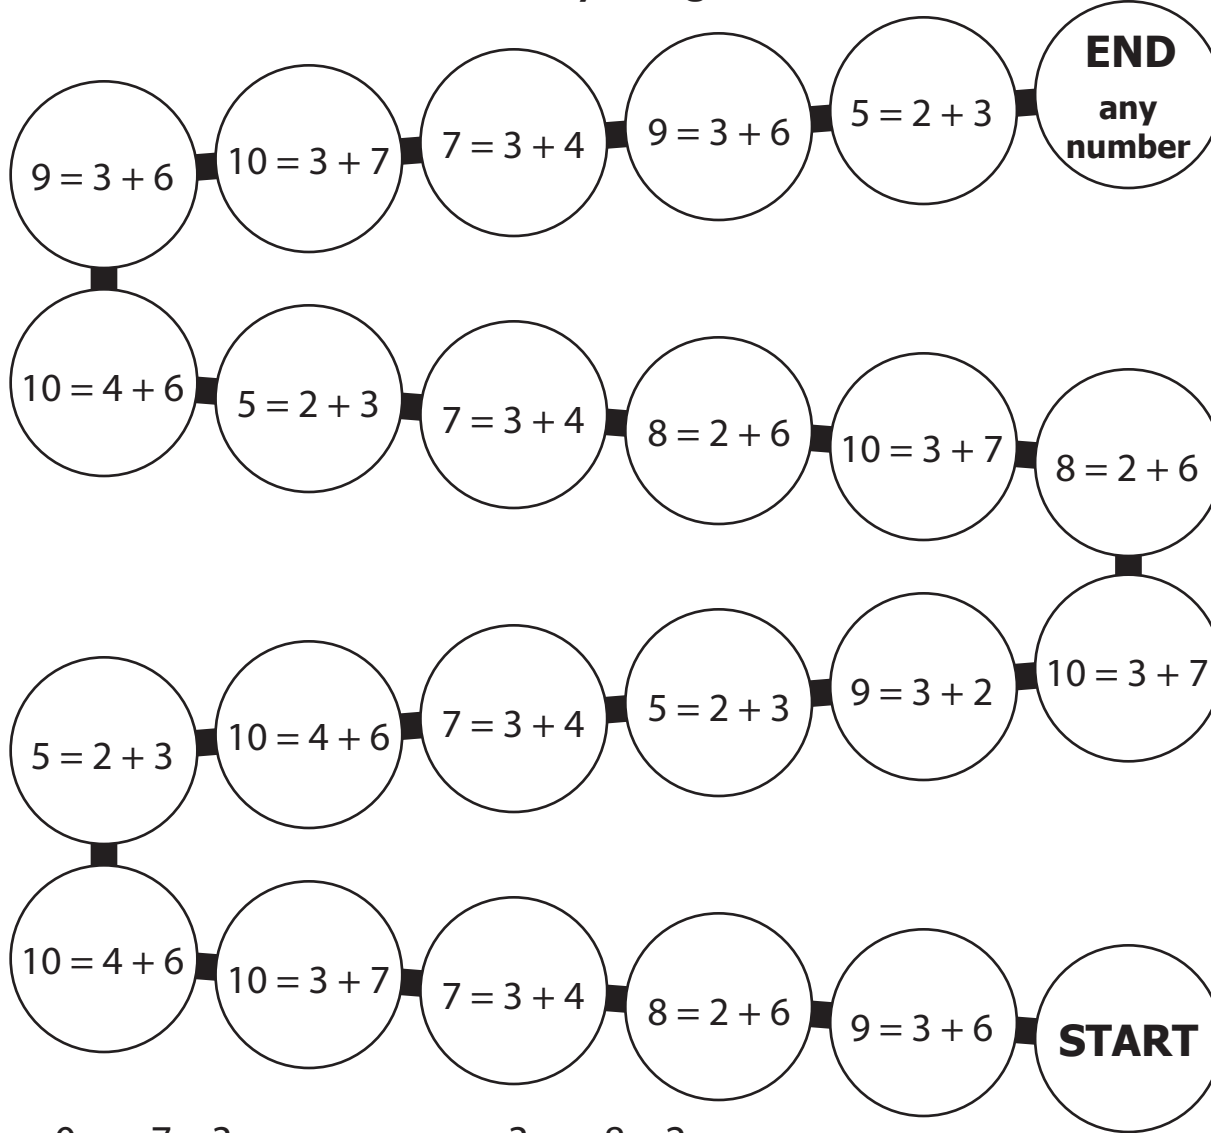 END
any
number
9 = 3 + 6
10 = 3 + 7
7 = 3 + 4
9 = 3 + 6
5 = 2 + 3
10 = 4 + 6
5 = 2 + 3
7 = 3 + 4
8 = 2 + 6
10 = 3 + 7
8 = 2 + 6
5 = 2 + 3
10 = 4 + 6
7 = 3 + 4
5 = 2 + 3
9 = 3 + 2
10 = 3 + 7
10 = 4 + 6
10 = 3 + 7
7 = 3 + 4
8 = 2 + 6
9 = 3 + 6
START